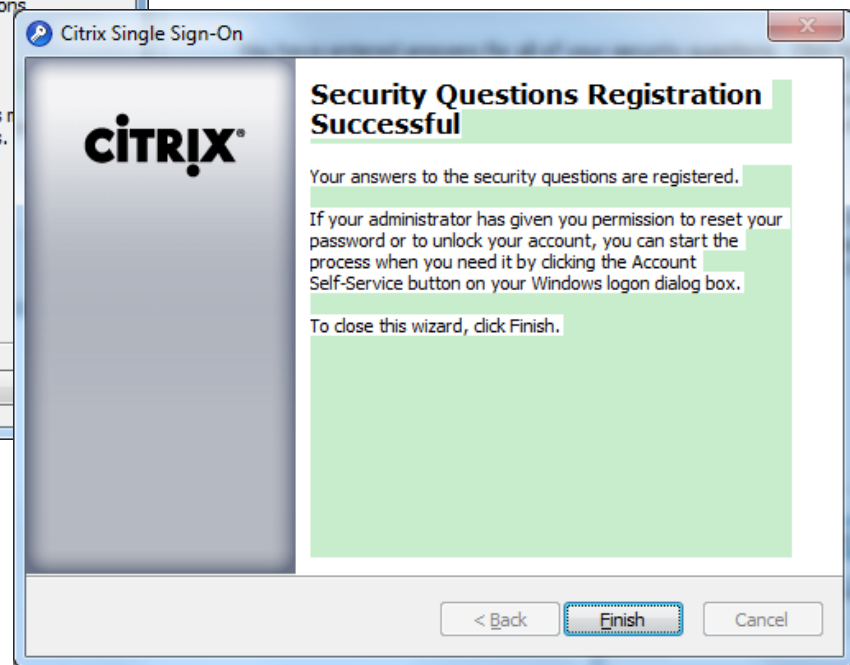 ons
Citrix Single Sign-On
CİTRIX®
Security Questions Registration
Successful
Your answers to the security questions are registered.
If your administrator has given you permission to reset your
password or to unlock your account, you can start the
process when you need it by clicking the Account
Self-Service button on your Windows logon dialog box.
To close this wizard, click Finish.
< Back
Finish
Cancel